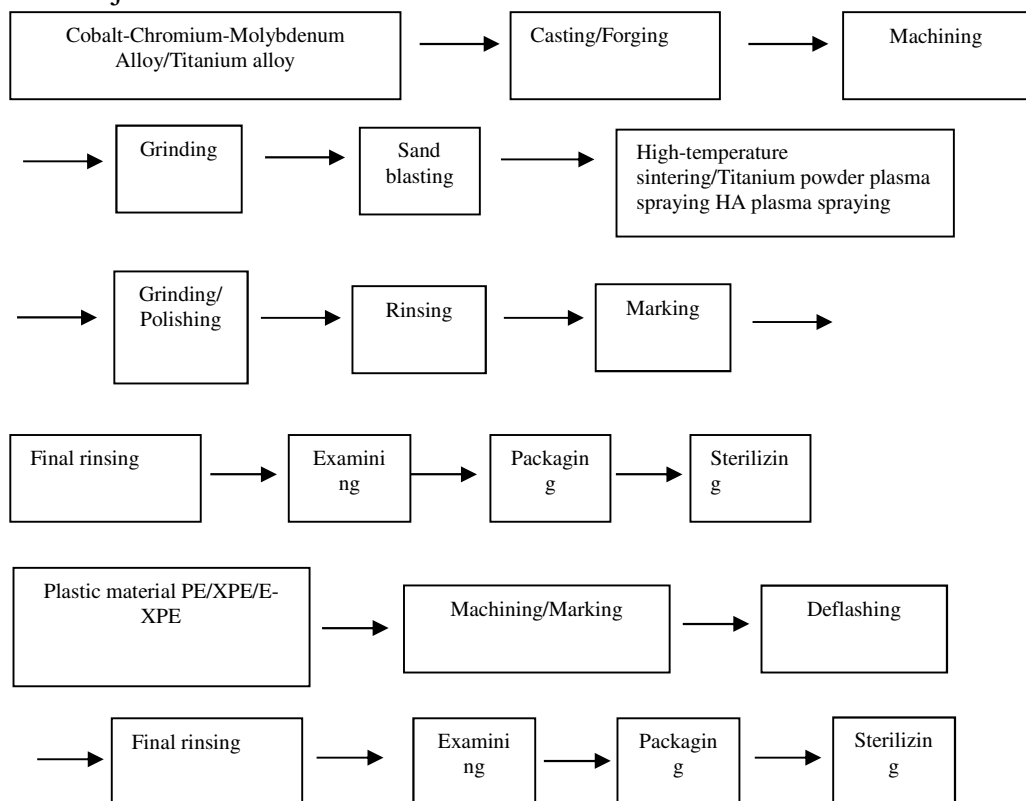 Cobalt-Chromium-Molybdenum
Alloy/Titanium alloy
Casting/Forging
Machining
Grinding
Sand
blasting
High-temperature
sintering/Titanium powder plasma
spraying HA plasma spraying
Grinding/
Polishing
Rinsing
Marking
Final rinsing
Examini
ng
Packagin
g
Sterilizin
g
Plastic material PE/XPE/E-
XPE
Machining/Marking
Deflashing
Final rinsing
Examini
ng
Packagin
g
Sterilizin
g